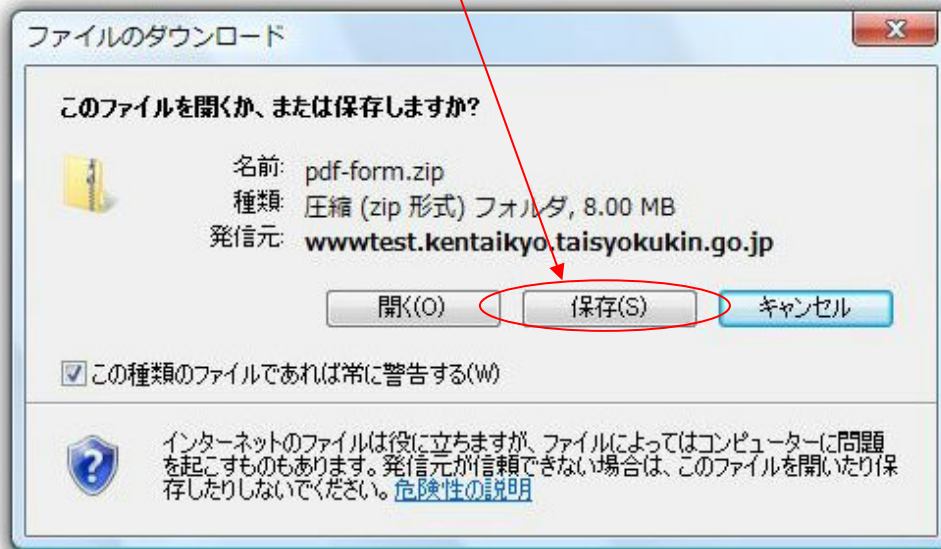 ファイルのダウンロード
このファイルを開くか、または保存しますか?
名前: pdf-form.zip
種類: 圧縮 (zip 形式) フォルダ, 8.00 MB
発信元: wwwtest.kentaikyo.taisyokukin.go.jp
開く(O) 保存(S) キャンセル
この種類のファイルであれば常に警告する(W)
インターネットのファイルは役に立ちますが、ファイルによってはコンピューターに問題
を起こすものもあります。発信元が信頼できない場合は、このファイルを開いたり保
存したりしないでください。危険性の説明